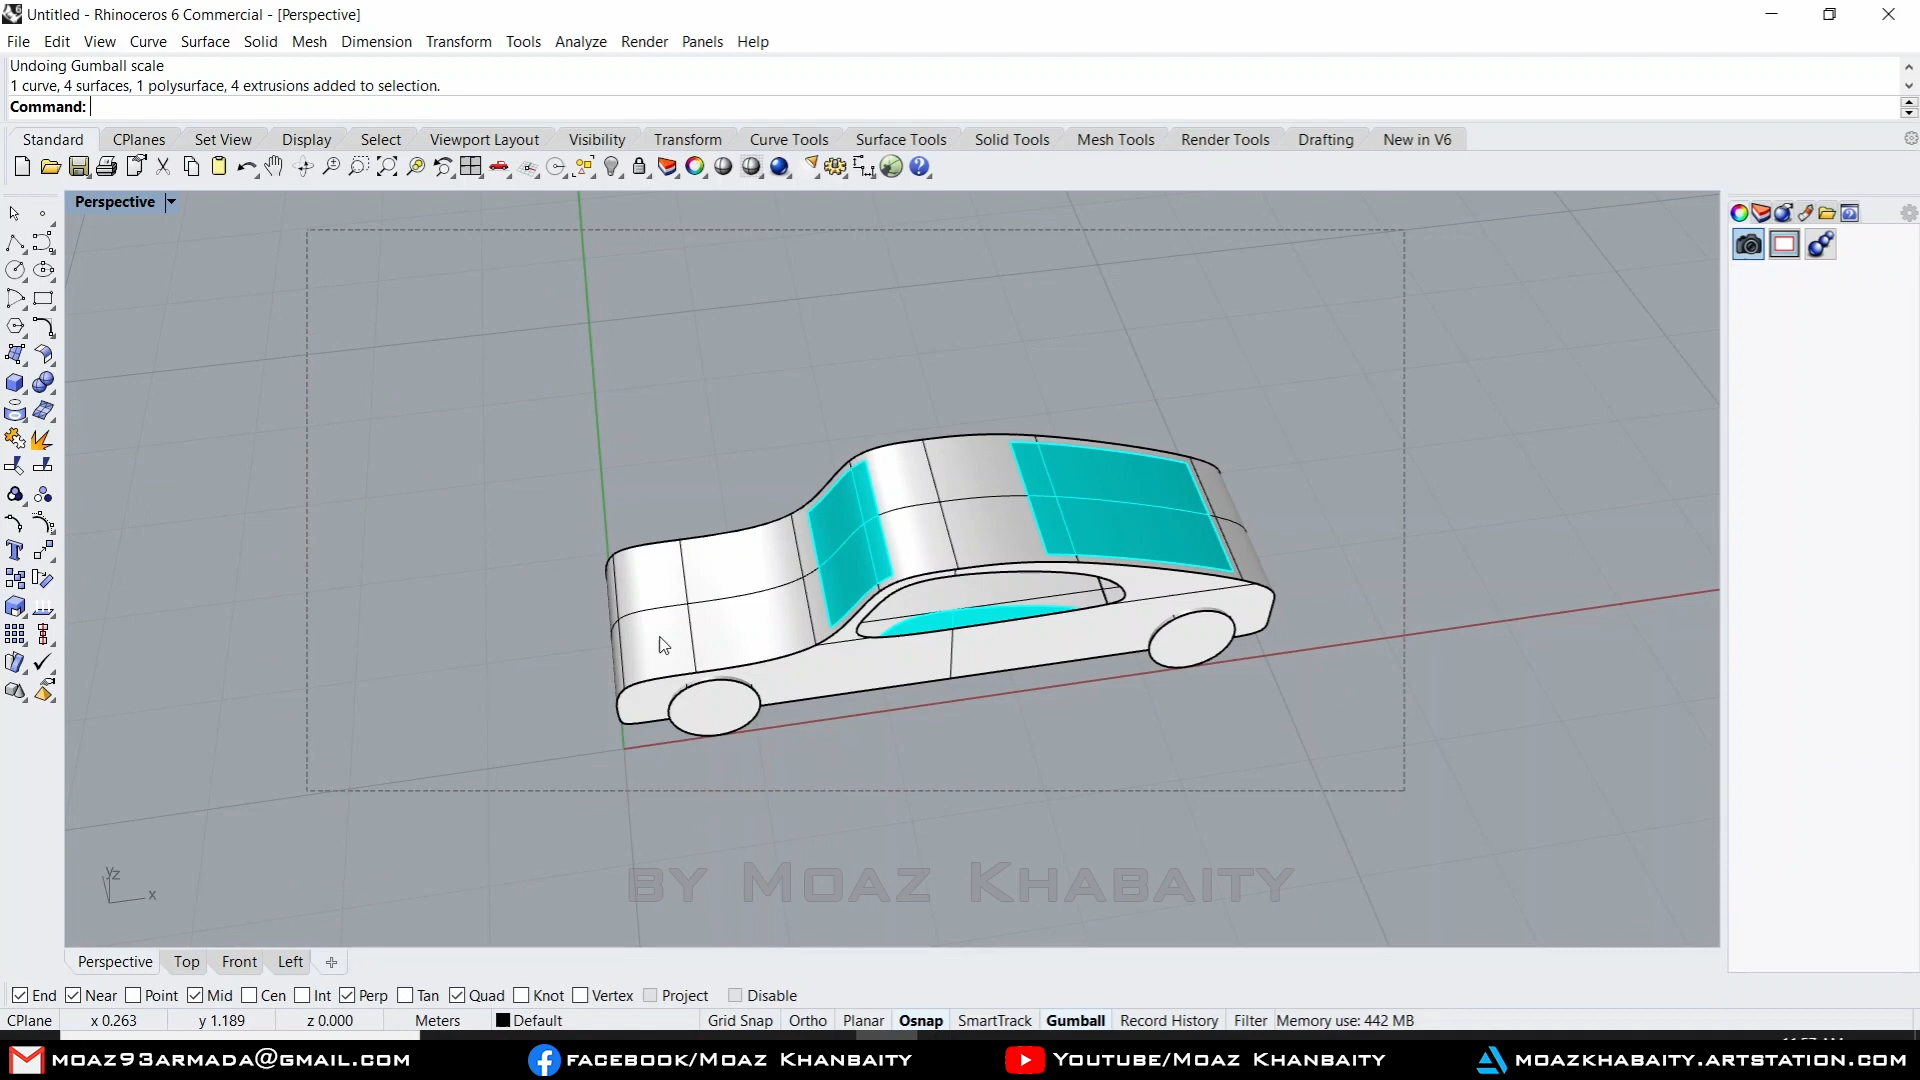 Untitled - Rhinoceros 6 Commercial - [Perspective]
File Edit View Curve Surface Solid Mesh Dimension Transform Tools Analyze Render Panels Help
Undoing Gumball scale
1 curve, 4 surfaces, 1 polysurface, 4 extrusions added to selection.
Command:
Standard CPlanes Set View Display Select Viewport Layout Visibility Transform Curve Tools Surface Tools Solid Tools Mesh Tools Render Tools Drafting New in V6
Perspective
yz
x
by Moaz Khabaity
Perspective Top Front Left
End Near Point Mid Cen Int Perp Tan Quad Knot Vertex Project Disable
CPlane x 0.263 y 1.189 z 0.000 Meters Default Grid Snap Ortho Planar Osnap SmartTrack Gumball Record History Filter Memory use: 442 MB
moaz93armada@gmail.com facebook/Moaz Khanbaity Youtube/Moaz Khanbaity moazkhabaity.artstation.com